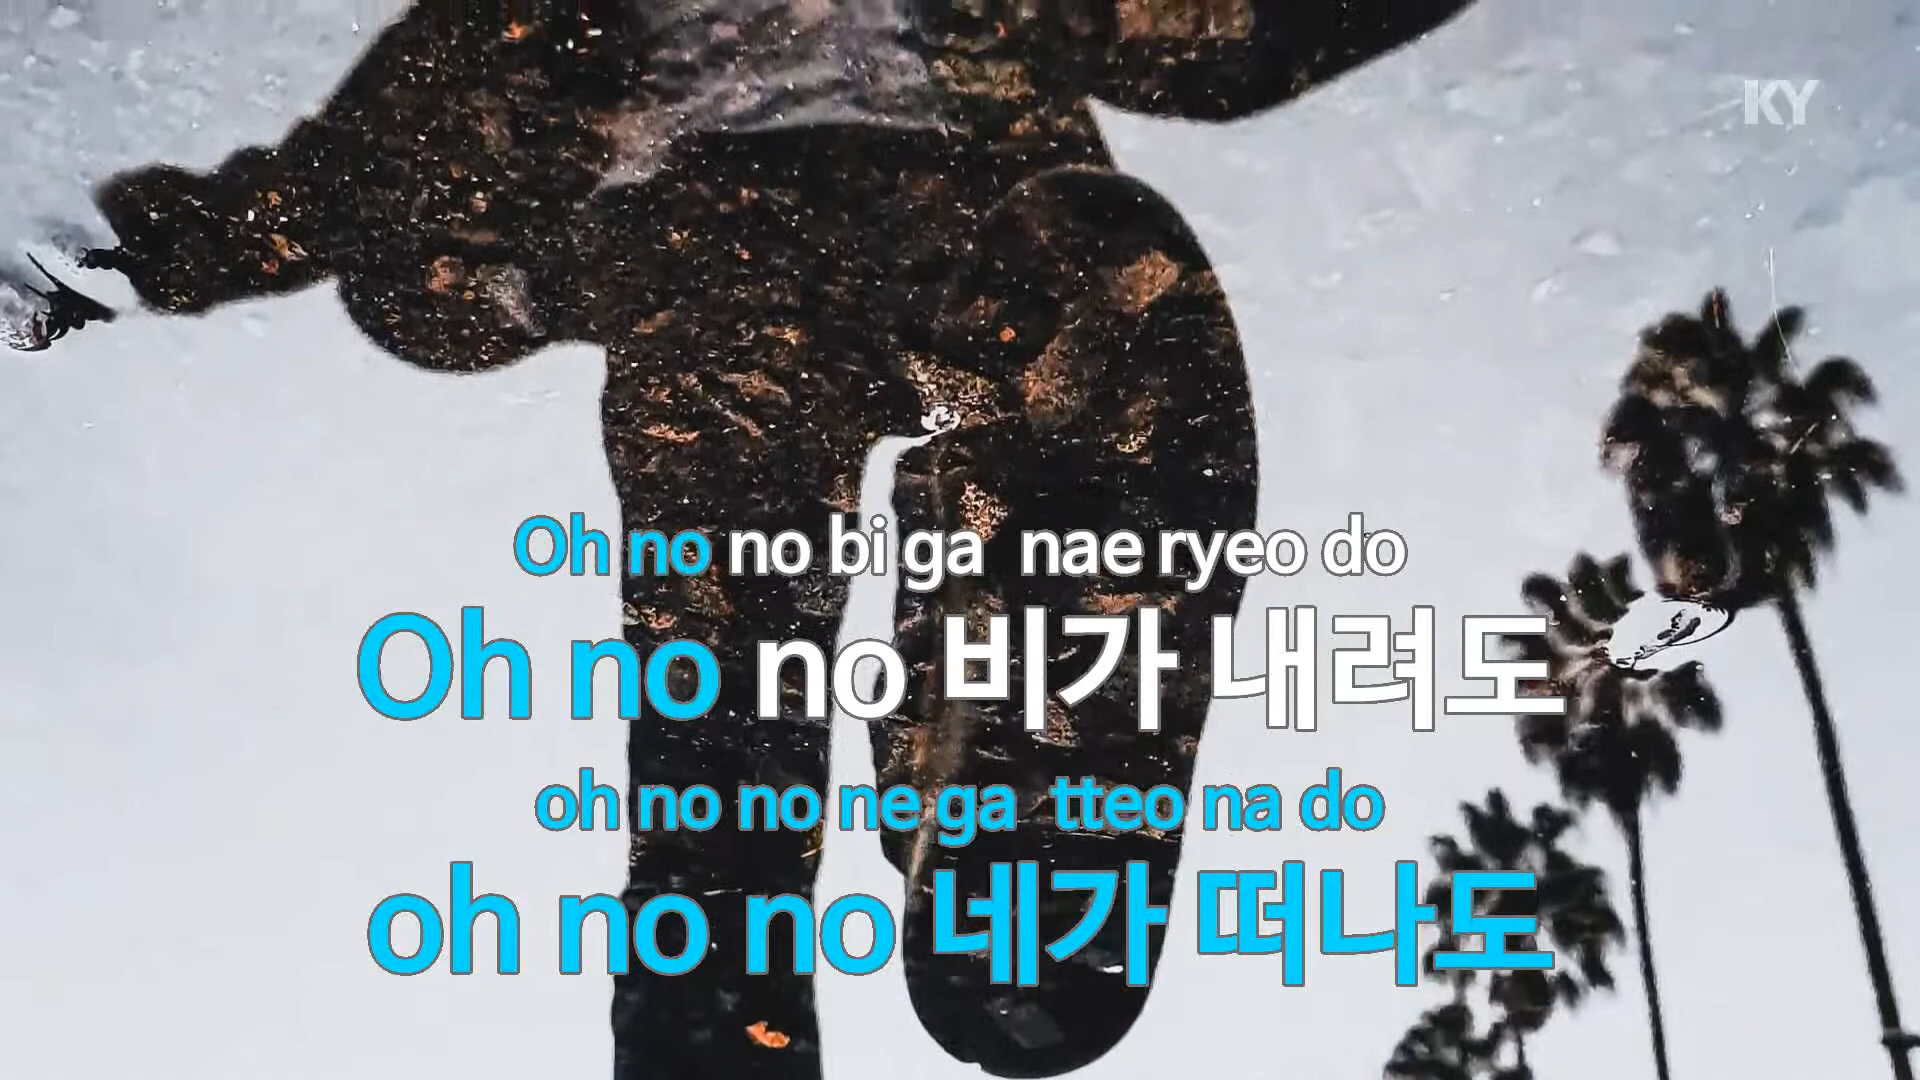 KY
Oh no no bi ga nae ryeo do
Oh no no 비가 내려도
oh no no ne ga tteo na do
oh no no 네가 떠나도